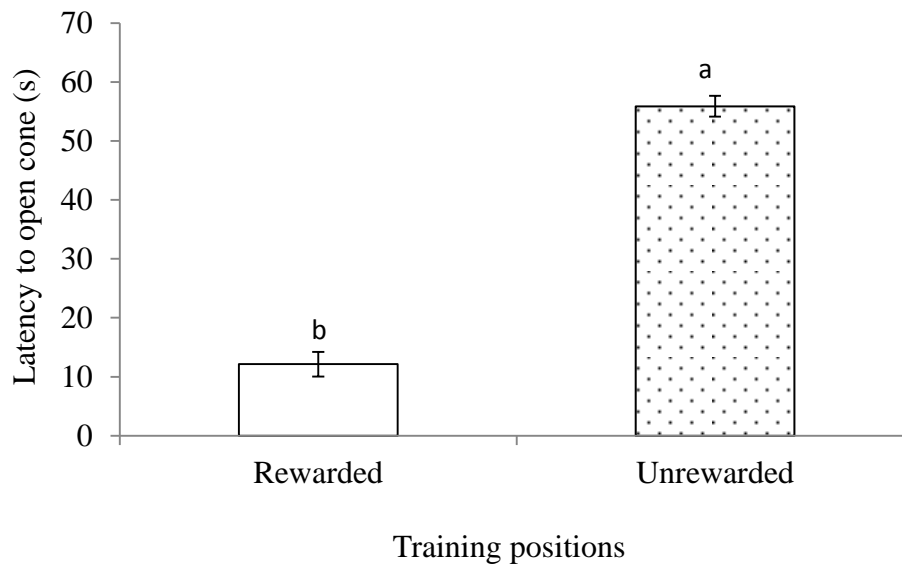 Latency to open cone (s)
70
60
50
40
30
20
10
0
b
a
Rewarded
Unrewarded
Training positions